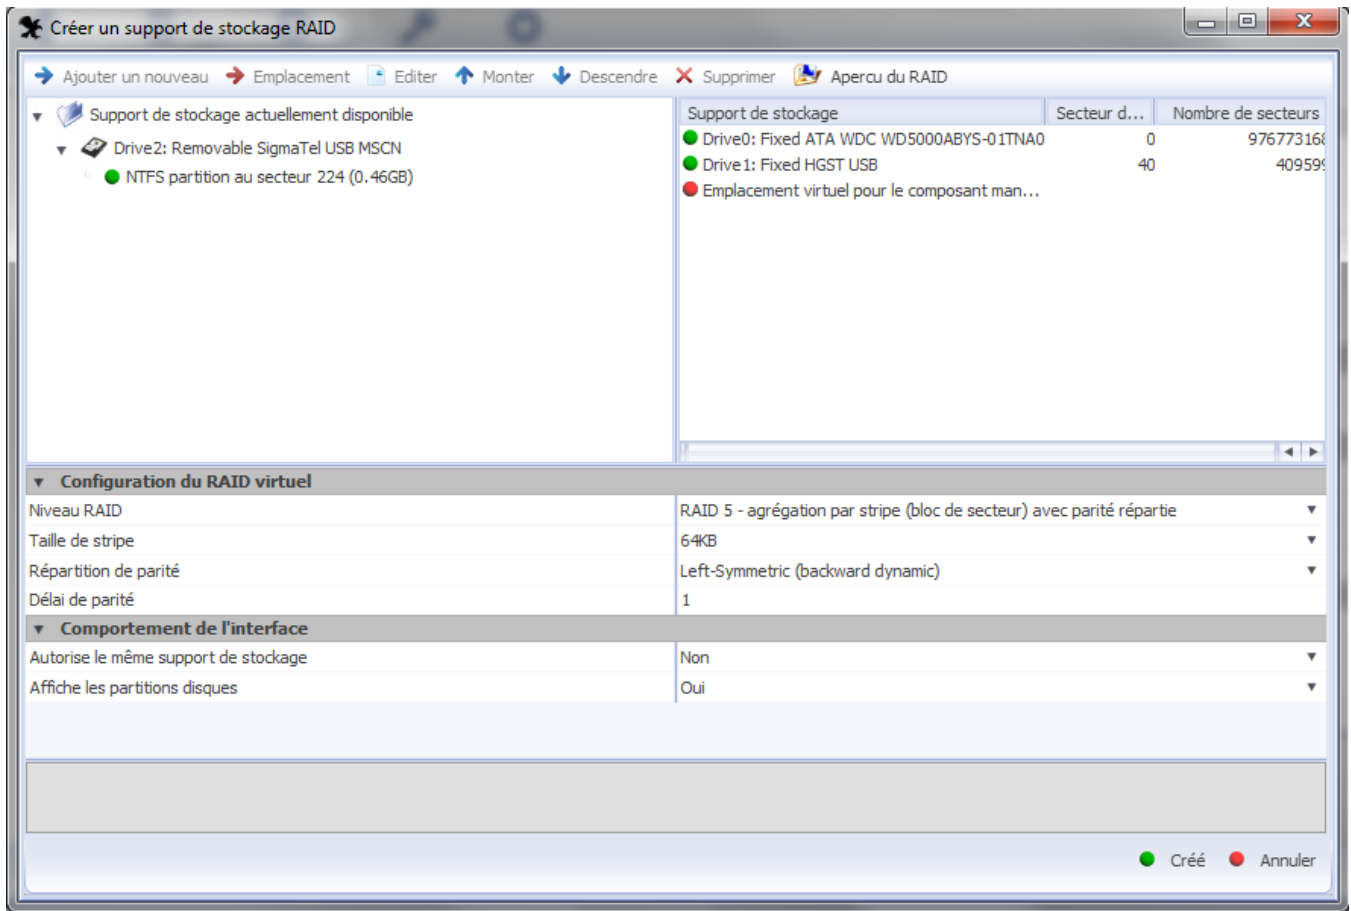 Créer un support de stockage RAID
Ajouter un nouveau Emplacement Editer Monter Descendre Supprimer Apercu du RAID
Support de stockage actuellement disponible
Drive2: Removable SigmaTel USB MSCN
NTFS partition au secteur 224 (0.46GB)
Support de stockage Secteur d... Nombre de secteurs
Drive0: Fixed ATA WDC WD5000ABYS-01TNA0 0 976773168
Drive1: Fixed HGST USB 40 409599
Emplacement virtuel pour le composant man...
Configuration du RAID virtuel
Niveau RAID RAID 5 - agrégation par stripe (bloc de secteur) avec parité répartie
Taille de stripe 64KB
Répartition de parité Left-Symmetric (backward dynamic)
Délai de parité 1
Comportement de l'interface
Autorise le même support de stockage Non
Affiche les partitions disques Oui
Créé Annuler